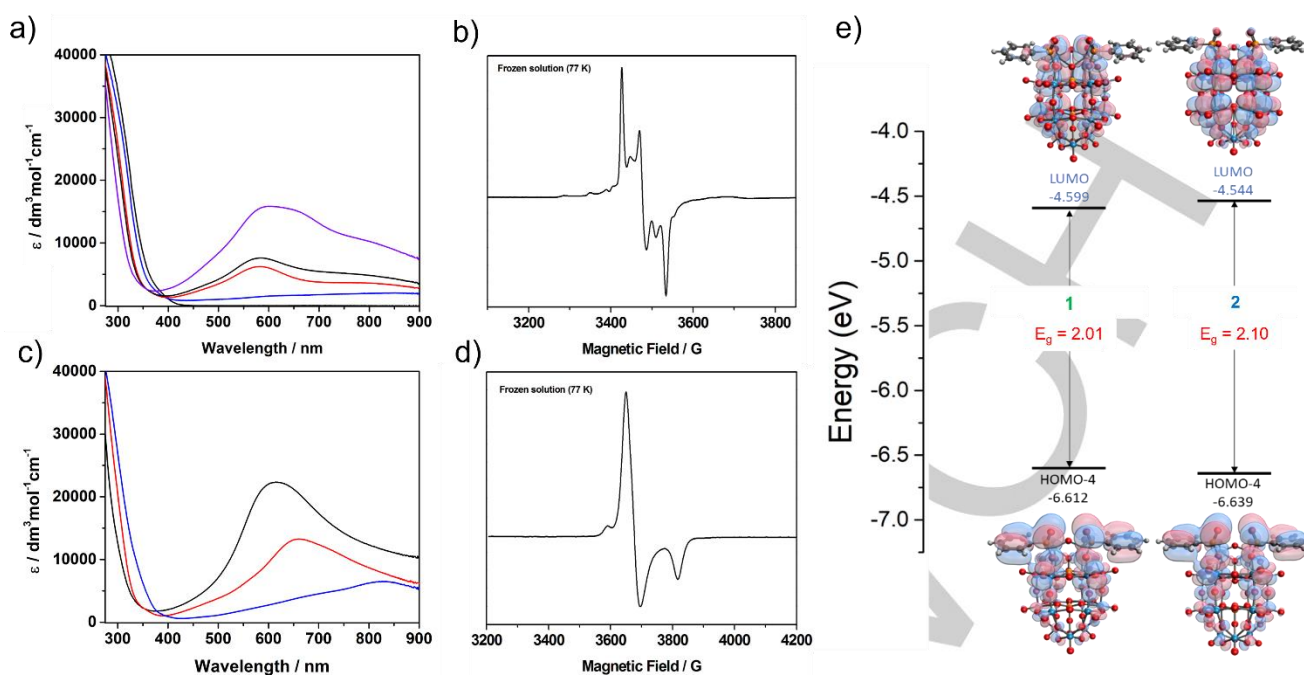 a)
40000
30000
20000
10000
0
ε / dm³mol⁻¹cm⁻¹
300 400 500 600 700 800 900
Wavelength / nm
b)
Frozen solution (77 K)
3200 3400 3600 3800
Magnetic Field / G
c)
40000
30000
20000
10000
0
ε / dm³mol⁻¹cm⁻¹
300 400 500 600 700 800 900
Wavelength / nm
d)
Frozen solution (77 K)
3200 3400 3600 3800 4000 4200
Magnetic Field / G
e)
Energy (eV)
-4.0
-4.5
-5.0
-5.5
-6.0
-6.5
-7.0
LUMO
-4.599
LUMO
-4.544
1
2
E_g = 2.01
E_g = 2.10
HOMO-4
-6.612
HOMO-4
-6.639